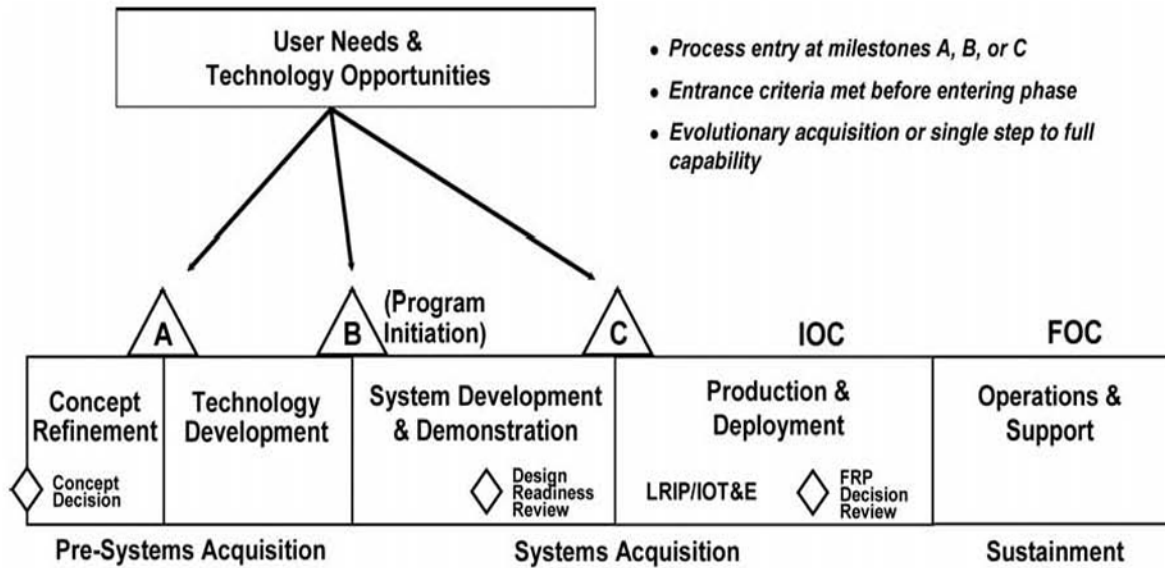 User Needs &
Technology Opportunities
• Process entry at milestones A, B, or C
• Entrance criteria met before entering phase
• Evolutionary acquisition or single step to full
capability
A
B
(Program
Initiation)
C
IOC
FOC
Concept
Refinement
Technology
Development
System Development
& Demonstration
Production &
Deployment
Operations &
Support
Concept
Decision
Design
Readiness
Review
LRIP/IOT&E
FRP
Decision
Review
Pre-Systems Acquisition
Systems Acquisition
Sustainment